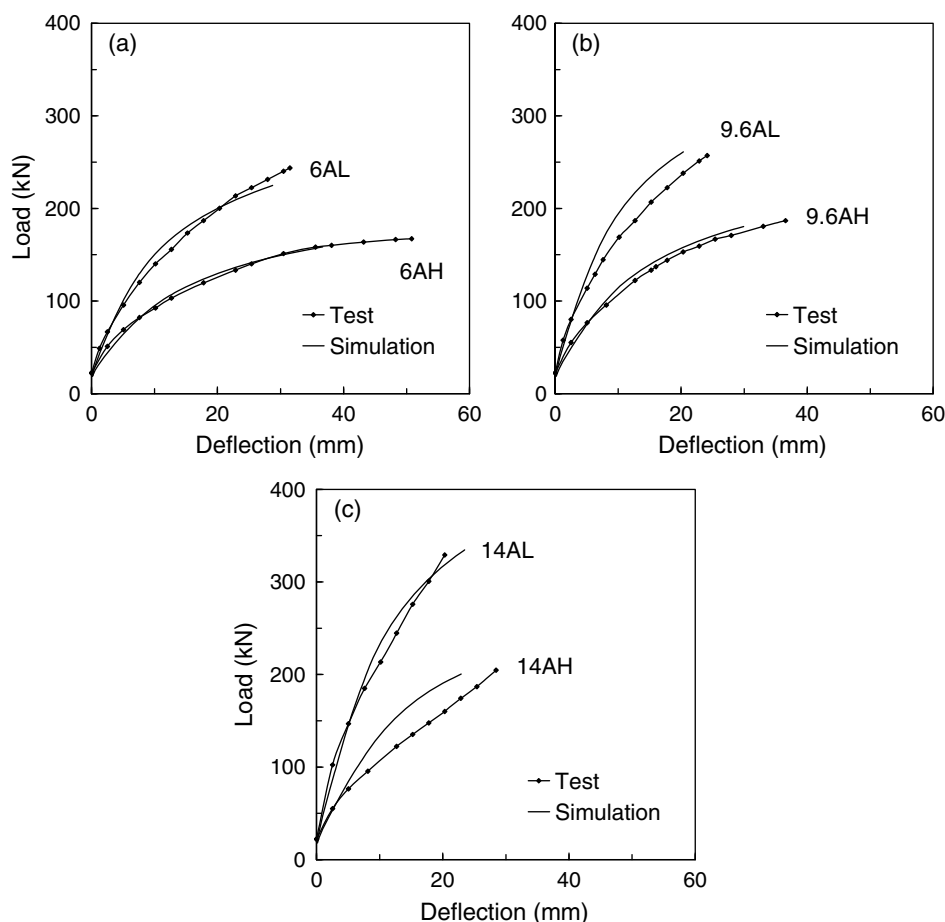 400
(a)
300
6AL
Load (kN)
200
6AH
100
Test
Simulation
0
0
20
40
60
Deflection (mm)
400
(b)
9.6AL
300
9.6AH
200
100
Test
Simulation
0
0
20
40
60
Deflection (mm)
400
(c)
14AL
300
Load (kN)
200
14AH
100
Test
Simulation
0
0
20
40
60
Deflection (mm)